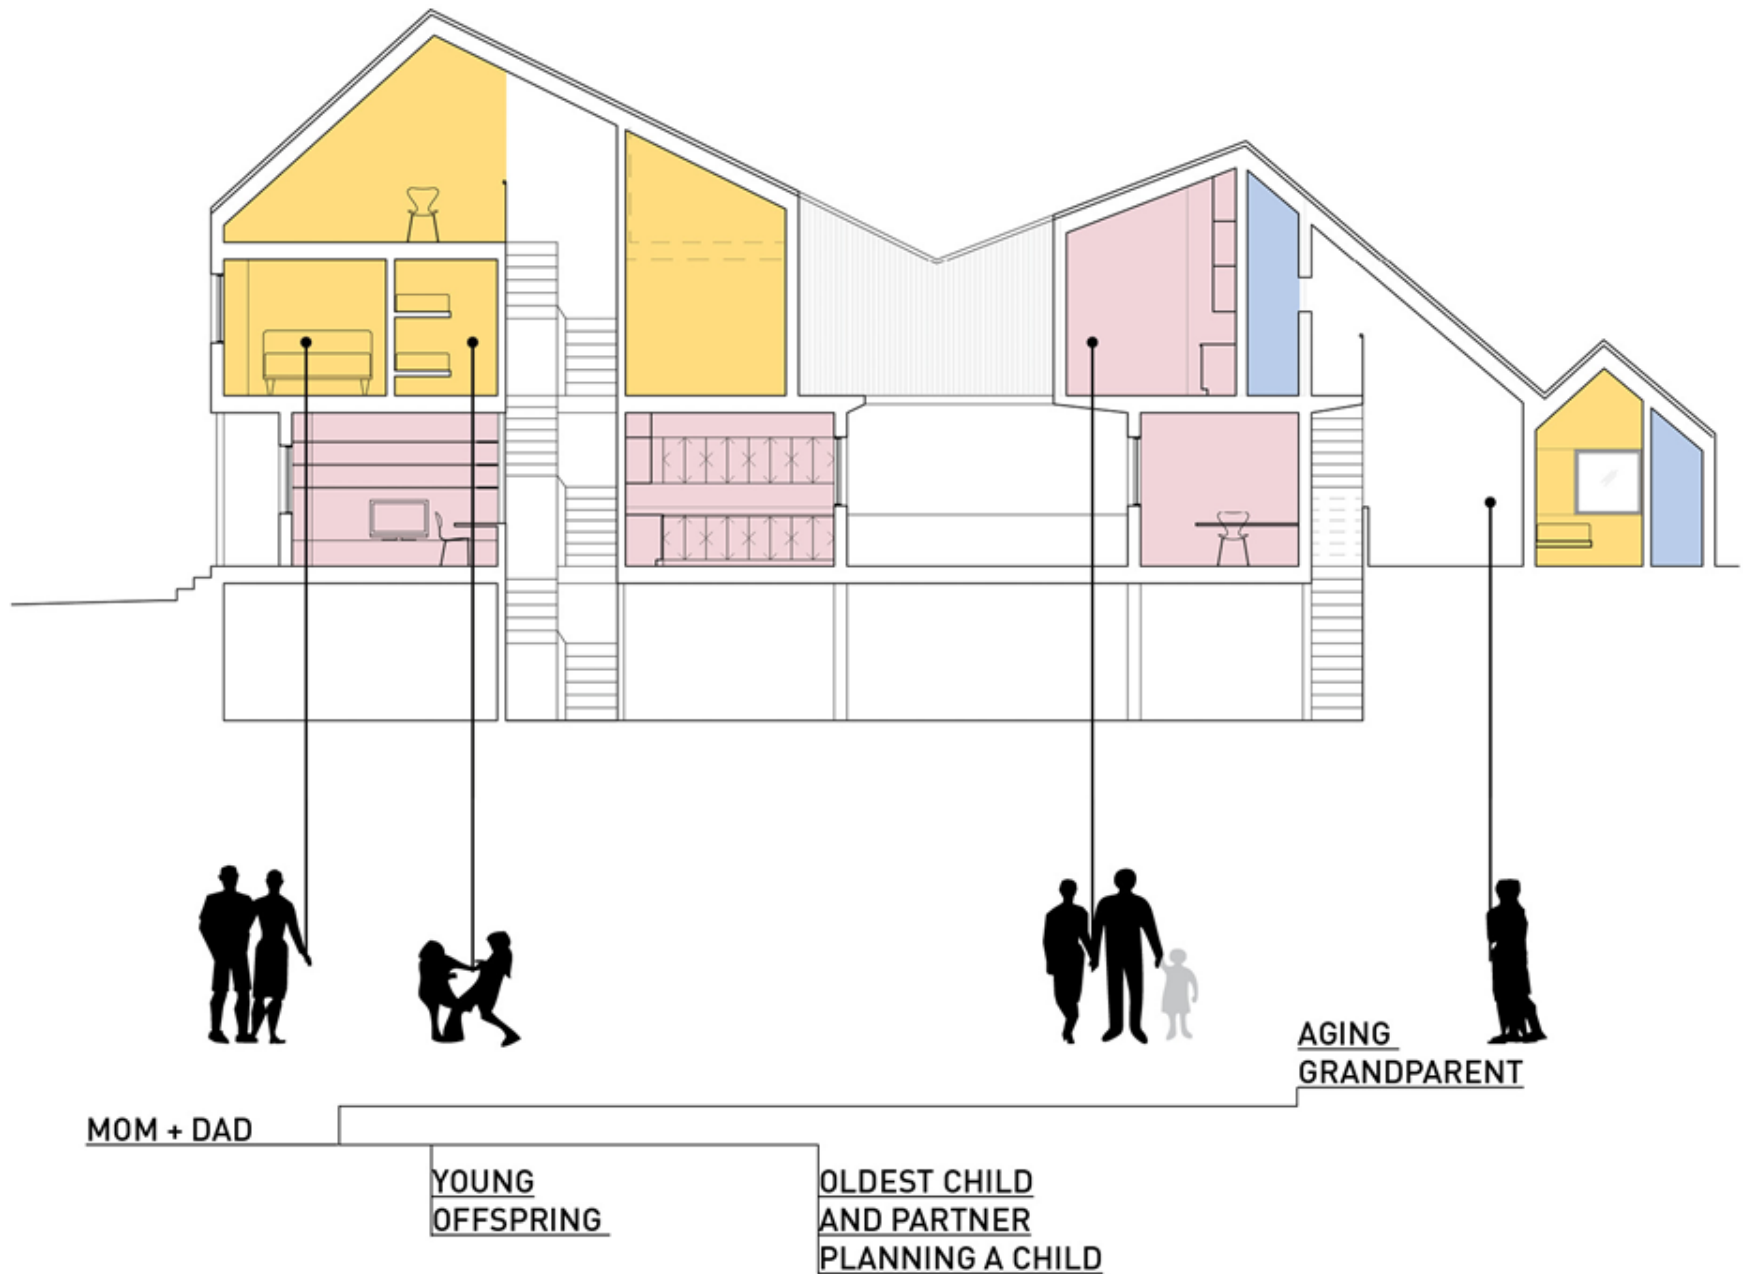 AGING
GRANDPARENT
MOM + DAD
YOUNG
OFFSPRING
OLDEST CHILD
AND PARTNER
PLANNING A CHILD